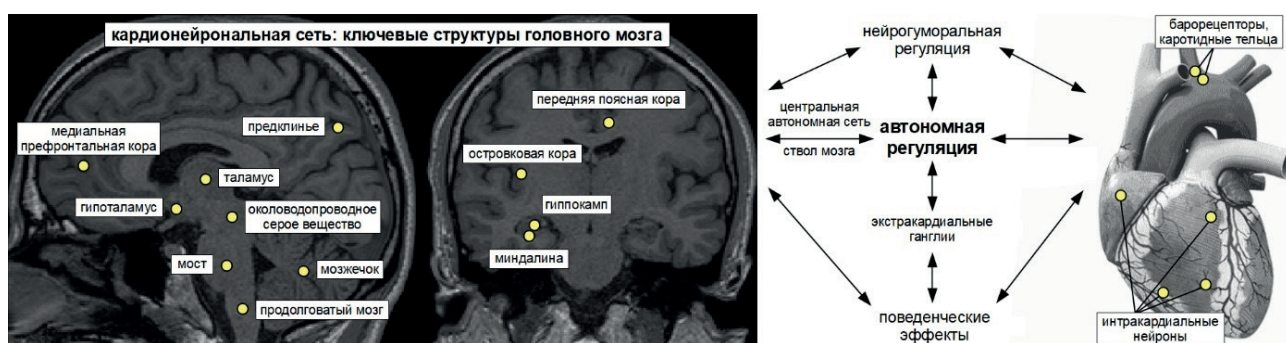 кардионейрональная сеть: ключевые структуры головного мозга
медиальная
префронтальная кора
предклинье
таламус
гипоталамус
околоводопроводное
серое вещество
мост
мозжечок
продолговатый мозг
передняя поясная кора
островковая кора
гиппокамп
миндалина
нейрогуморальная
регуляция
центральная
автономная сеть
ствол мозга
автономная
регуляция
экстракардиальные
ганглии
поведенческие
эффекты
барорецепторы,
каротидные тельца
интракардиальные
нейроны